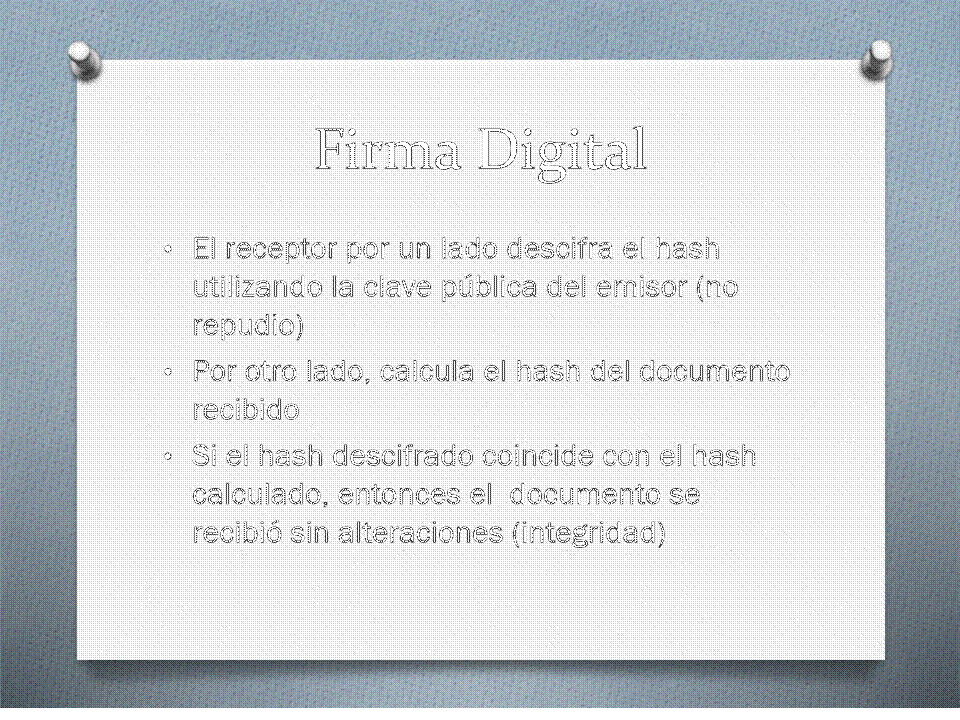 Firma Digital
• El receptor por un lado descifra el hash
utilizando la clave pública del emisor (no
repudio)
• Por otro lado, calcula el hash del documento
recibido
• Si el hash descifrado coincide con el hash
calculado, entonces el  documento se
recibió sin alteraciones (integridad)